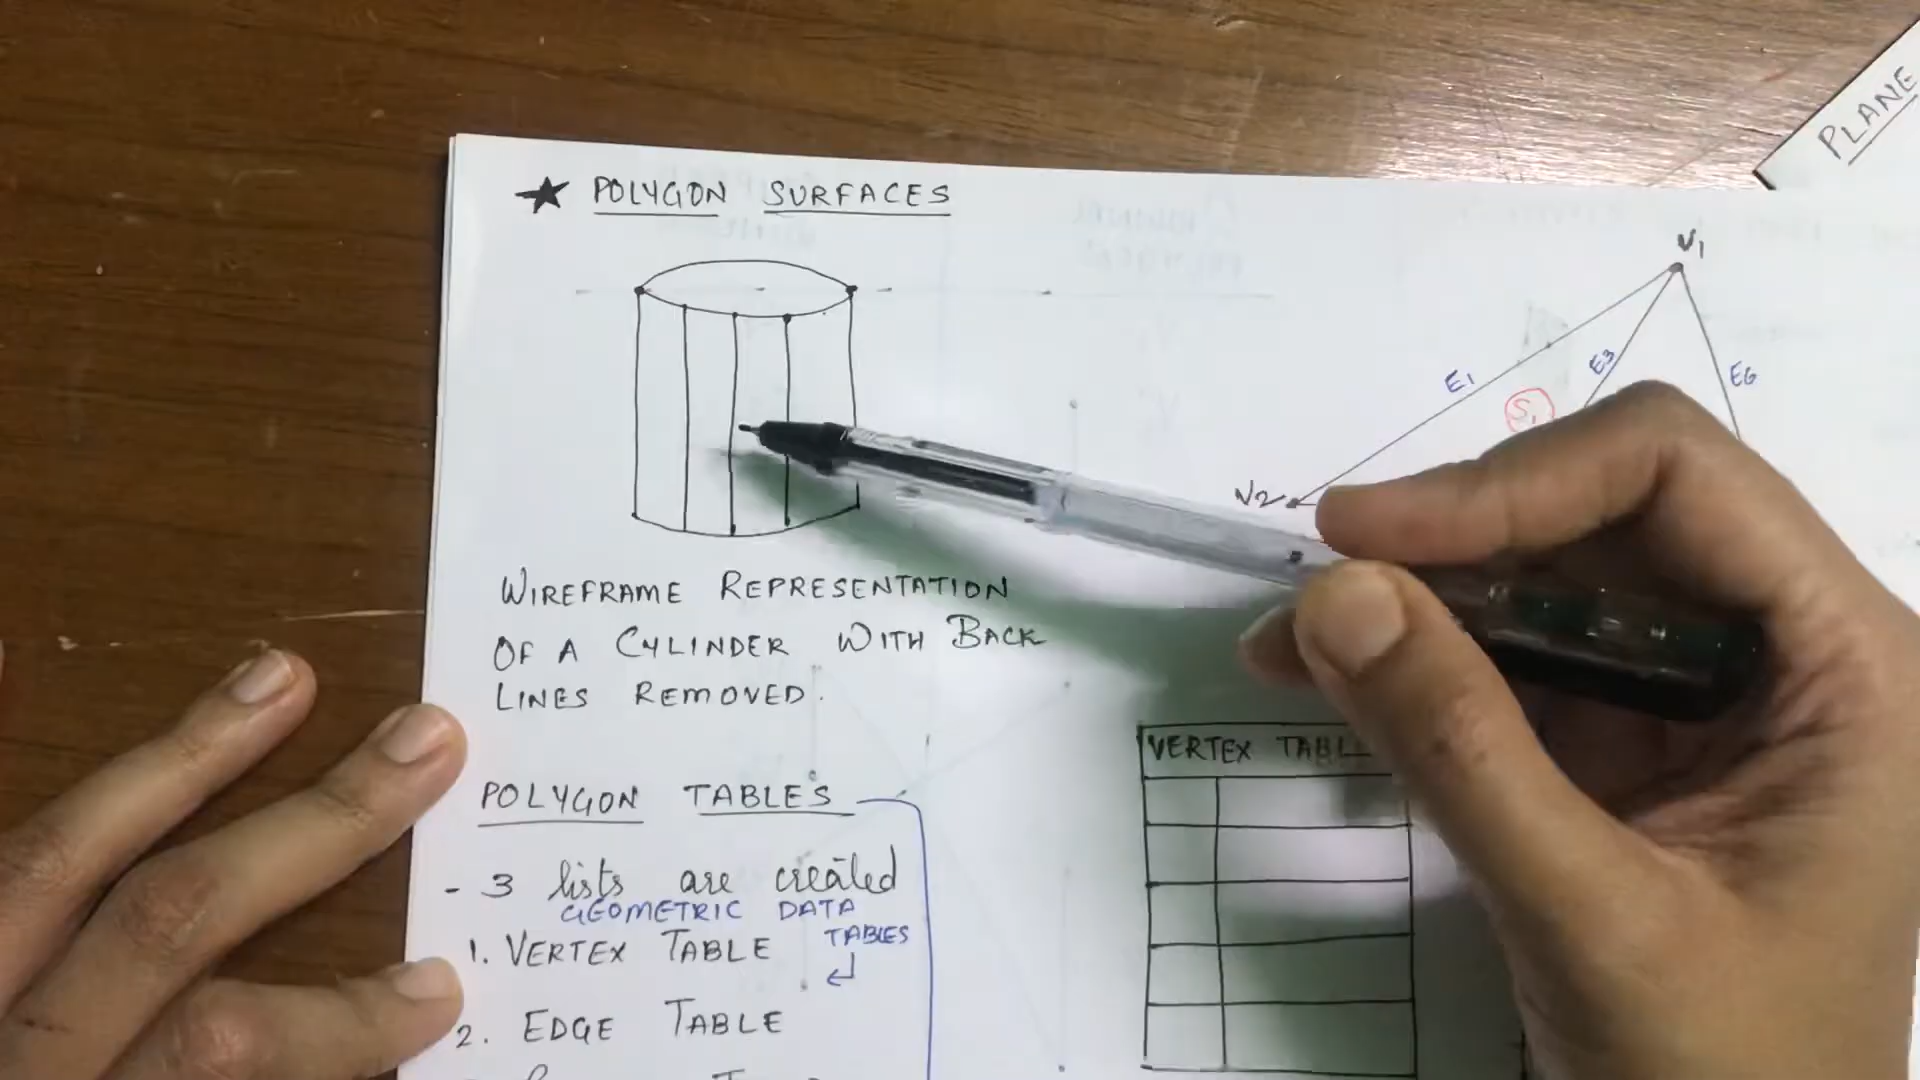 PLANE
★ POLYGON SURFACES
V1
E1
E3
E6
S1
V2
WIREFRAME REPRESENTATION
OF A CYLINDER WITH BACK
LINES REMOVED.
VERTEX TABL
POLYGON TABLES
- 3 lists are created
GEOMETRIC DATA
TABLES
1. VERTEX TABLE
2. EDGE TABLE